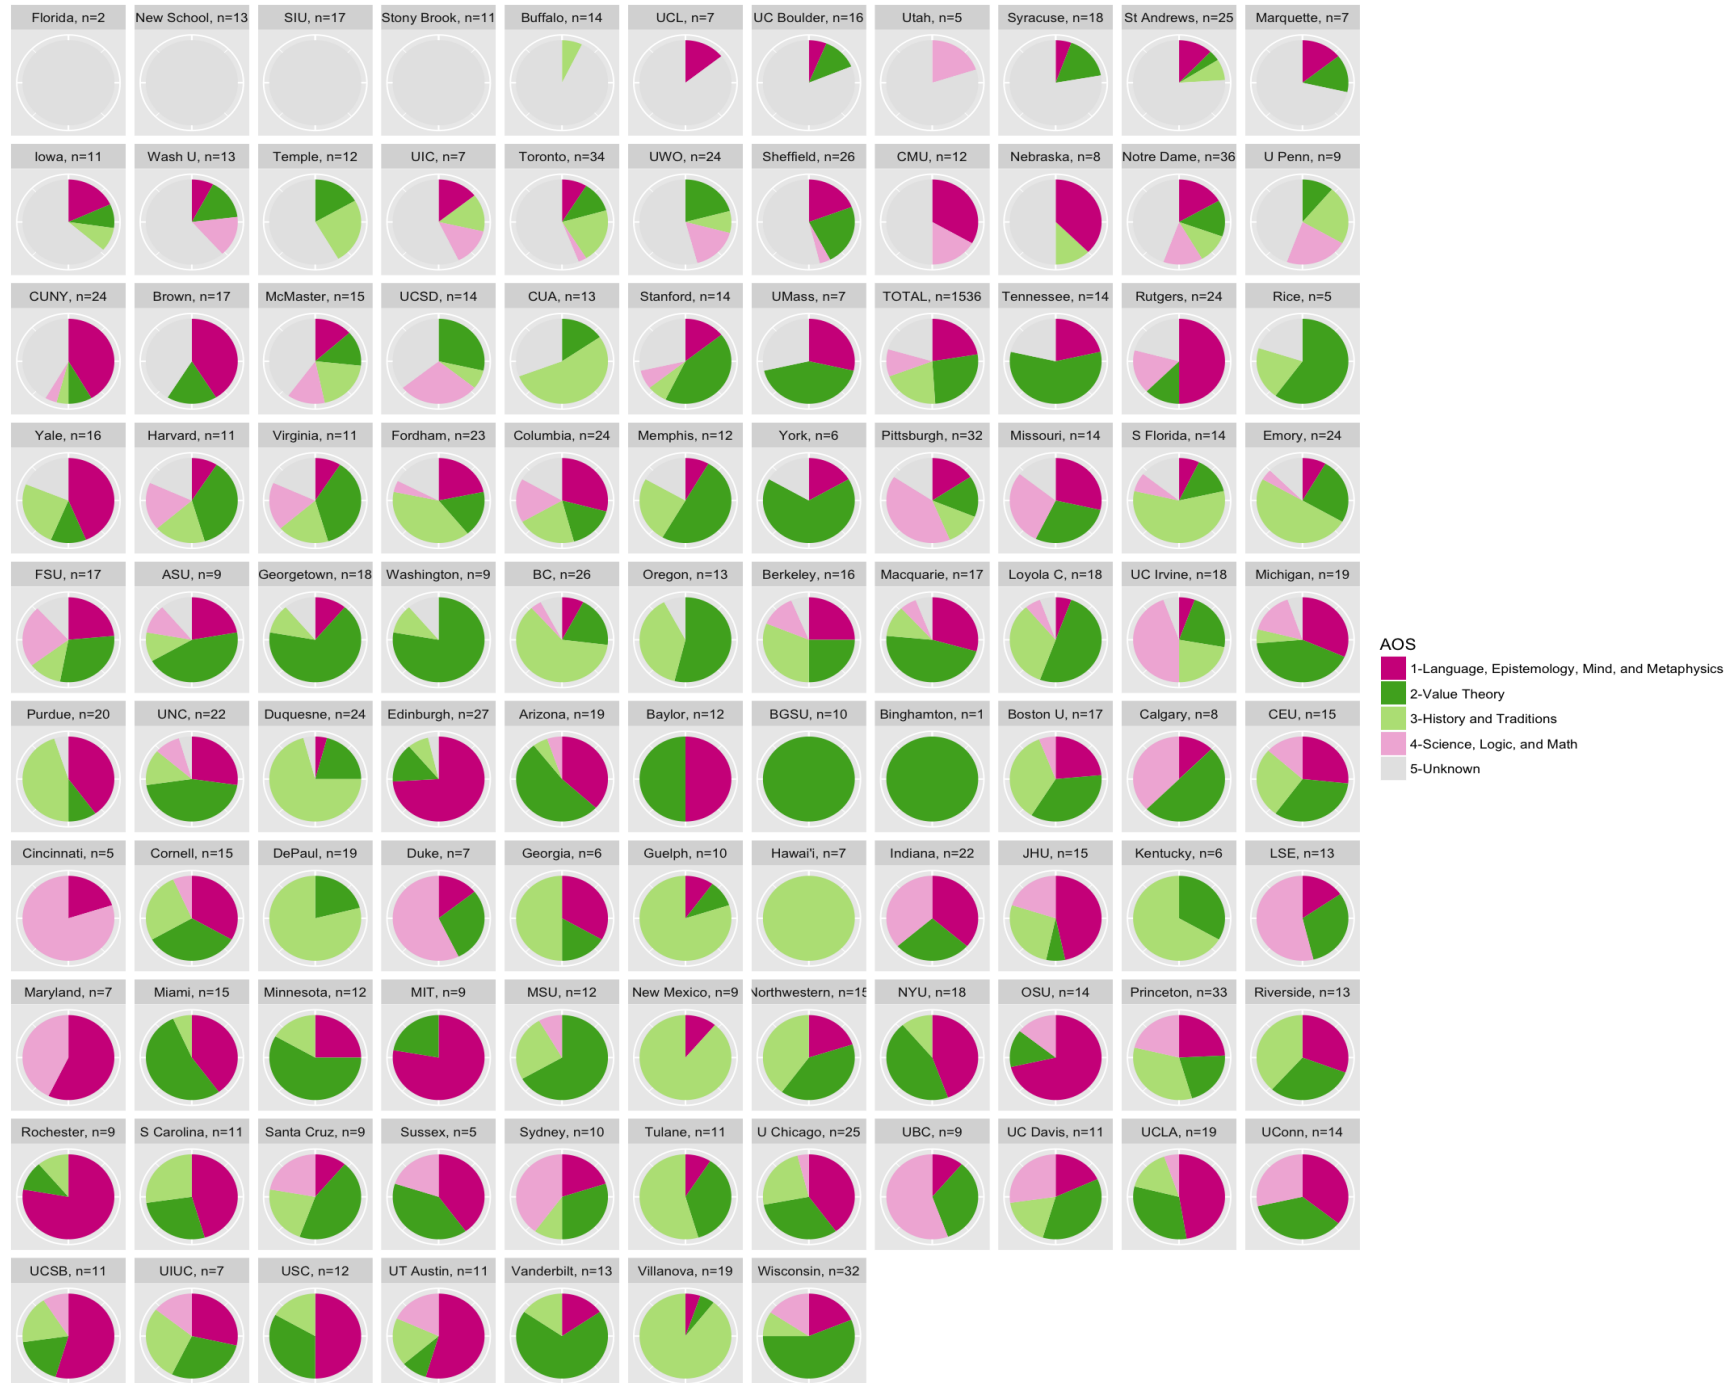 Florida, n=2
New School, n=13
SIU, n=17
Stony Brook, n=11
Buffalo, n=14
UCL, n=7
UC Boulder, n=16
Utah, n=5
Syracuse, n=18
St Andrews, n=25
Marquette, n=7
Iowa, n=11
Wash U, n=13
Temple, n=12
UIC, n=7
Toronto, n=34
UWO, n=24
Sheffield, n=26
CMU, n=12
Nebraska, n=8
Notre Dame, n=36
U Penn, n=9
CUNY, n=24
Brown, n=17
McMaster, n=15
UCSD, n=14
CUA, n=13
Stanford, n=14
UMass, n=7
TOTAL, n=1536
Tennessee, n=14
Rutgers, n=24
Rice, n=5
Yale, n=16
Harvard, n=11
Virginia, n=11
Fordham, n=23
Columbia, n=24
Memphis, n=12
York, n=6
Pittsburgh, n=32
Missouri, n=14
S Florida, n=14
Emory, n=24
FSU, n=17
ASU, n=9
Georgetown, n=18
Washington, n=9
BC, n=26
Oregon, n=13
Berkeley, n=16
Macquarie, n=17
Loyola C, n=18
UC Irvine, n=18
Michigan, n=19
AOS
1-Language, Epistemology, Mind, and Metaphysics
2-Value Theory
3-History and Traditions
4-Science, Logic, and Math
5-Unknown
Purdue, n=20
UNC, n=22
Duquesne, n=24
Edinburgh, n=27
Arizona, n=19
Baylor, n=12
BGSU, n=10
Binghamton, n=1
Boston U, n=17
Calgary, n=8
CEU, n=15
Cincinnati, n=5
Cornell, n=15
DePaul, n=19
Duke, n=7
Georgia, n=6
Guelph, n=10
Hawai'i, n=7
Indiana, n=22
JHU, n=15
Kentucky, n=6
LSE, n=13
Maryland, n=7
Miami, n=15
Minnesota, n=12
MIT, n=9
MSU, n=12
New Mexico, n=9
Northwestern, n=15
NYU, n=18
OSU, n=14
Princeton, n=33
Riverside, n=13
Rochester, n=9
S Carolina, n=11
Santa Cruz, n=9
Sussex, n=5
Sydney, n=10
Tulane, n=11
U Chicago, n=25
UBC, n=9
UC Davis, n=11
UCLA, n=19
UConn, n=14
UCSB, n=11
UIUC, n=7
USC, n=12
UT Austin, n=11
Vanderbilt, n=13
Villanova, n=19
Wisconsin, n=32